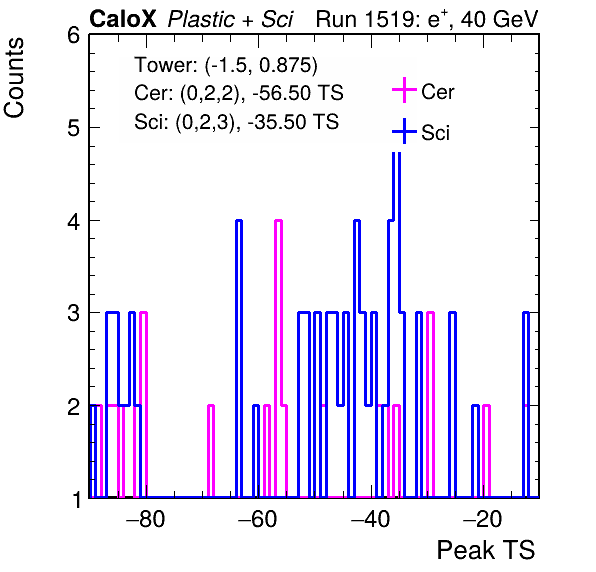 CaloX Plastic + Sci Run 1519: e+, 40 GeV
Counts
Tower: (-1.5, 0.875)
Cer: (0,2,2), -56.50 TS
Sci: (0,2,3), -35.50 TS
Cer
Sci
6
5
4
3
2
1
−80 −60 −40 −20
Peak TS